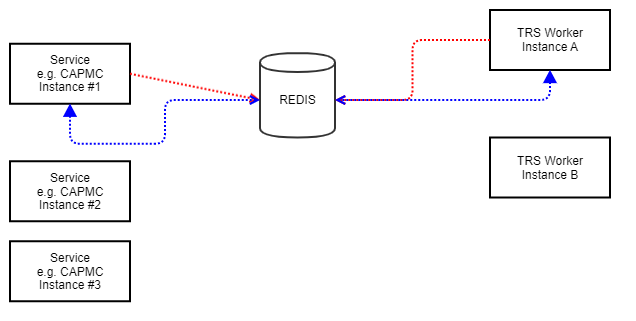 Service
e.g. CAPMC
Instance #1
REDIS
TRS Worker
Instance A
TRS Worker
Instance B
Service
e.g. CAPMC
Instance #2
Service
e.g. CAPMC
Instance #3